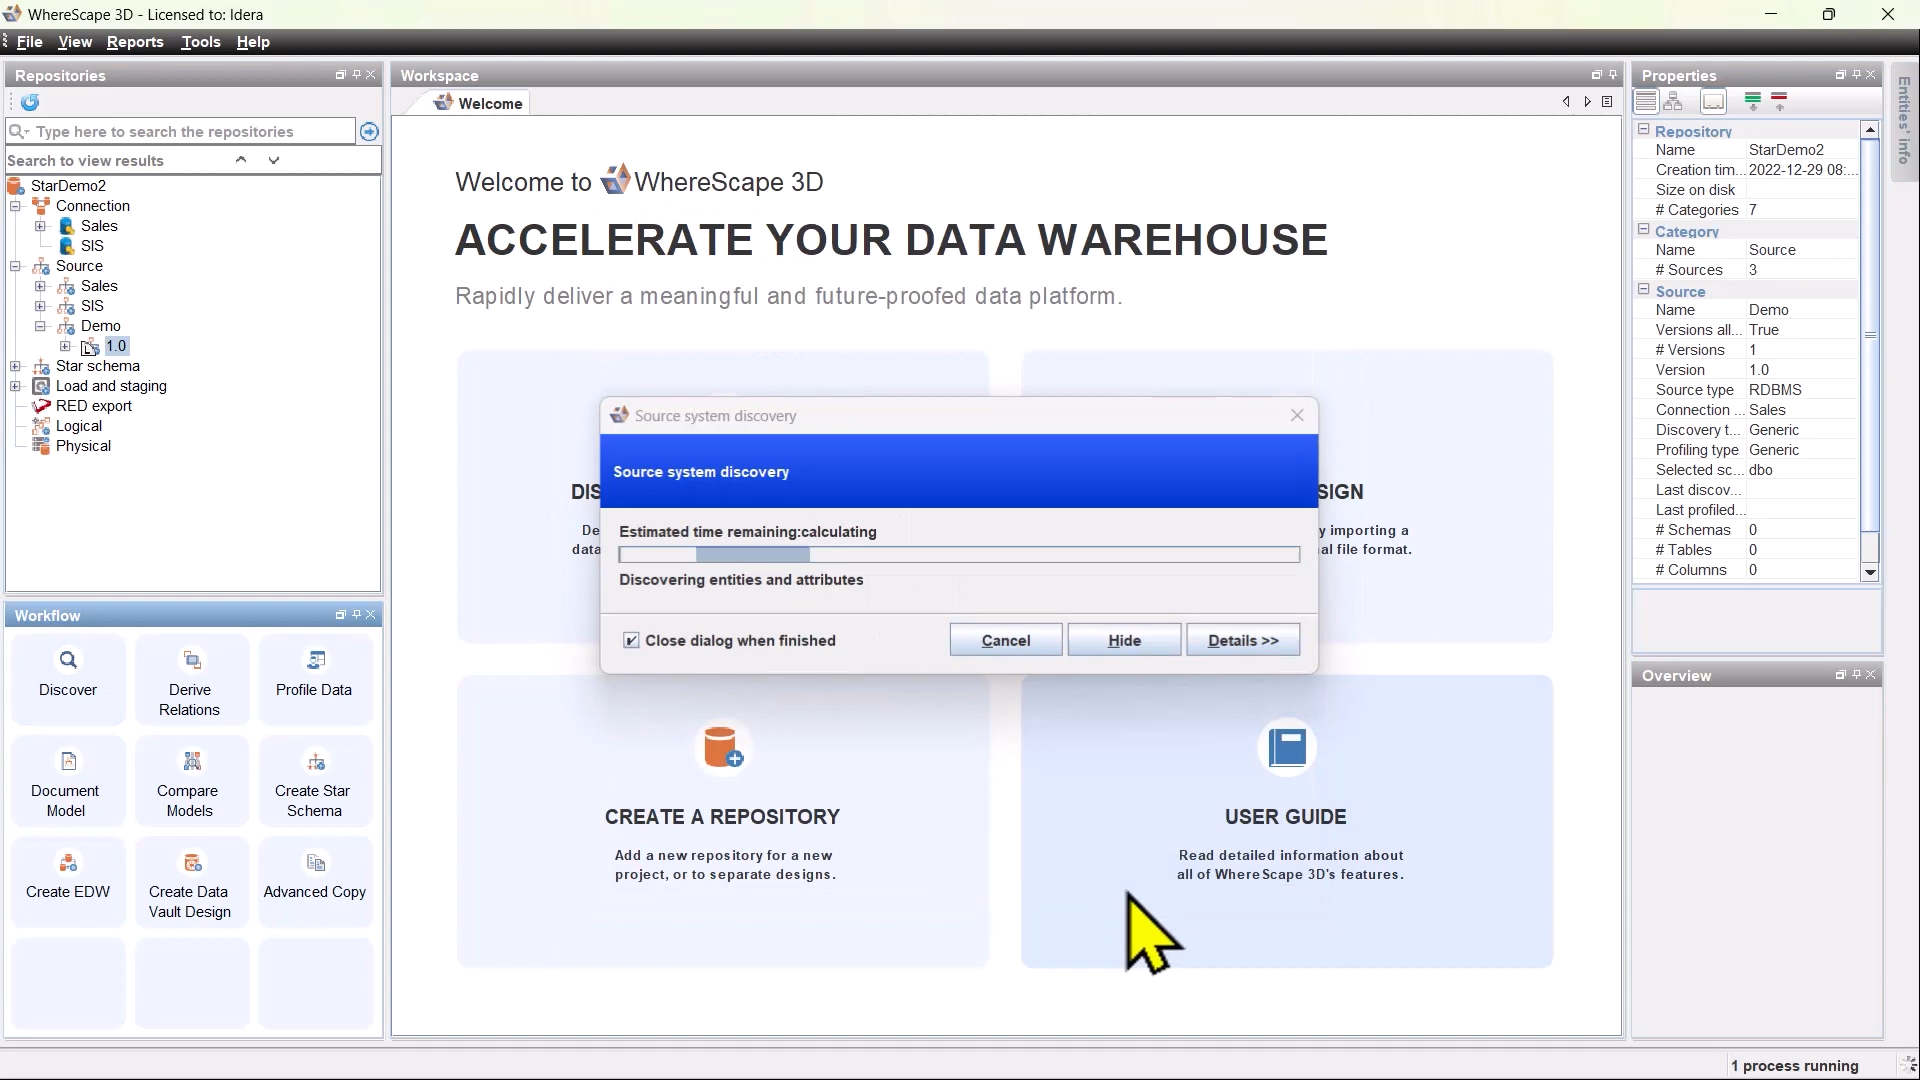 WhereScape 3D - Licensed to: Idera
File View Reports Tools Help
Repositories
Type here to search the repositories
Search to view results
StarDemo2
Connection
Sales
SIS
Source
Sales
SIS
Demo
1.0
Star schema
Load and staging
RED export
Logical
Physical
Workflow
Discover
Derive
Relations
Profile Data
Document
Model
Compare
Models
Create Star
Schema
Create EDW
Create Data
Vault Design
Advanced Copy
Workspace
Welcome
Welcome to WhereScape 3D
ACCELERATE YOUR DATA WAREHOUSE
Rapidly deliver a meaningful and future-proofed data platform.
DIS
De
data
SIGN
y importing a
al file format.
Source system discovery
Source system discovery
Estimated time remaining:calculating
Discovering entities and attributes
Close dialog when finished
Cancel
Hide
Details >>
CREATE A REPOSITORY
Add a new repository for a new
project, or to separate designs.
USER GUIDE
Read detailed information about
all of WhereScape 3D's features.
Properties
Repository
Name StarDemo2
Creation tim... 2022-12-29 08:...
Size on disk
# Categories 7
Category
Name Source
# Sources 3
Source
Name Demo
Versions all... True
# Versions 1
Version 1.0
Source type RDBMS
Connection ... Sales
Discovery t... Generic
Profiling type Generic
Selected sc... dbo
Last discov...
Last profiled...
# Schemas 0
# Tables 0
# Columns 0
Overview
Entities' info
1 process running